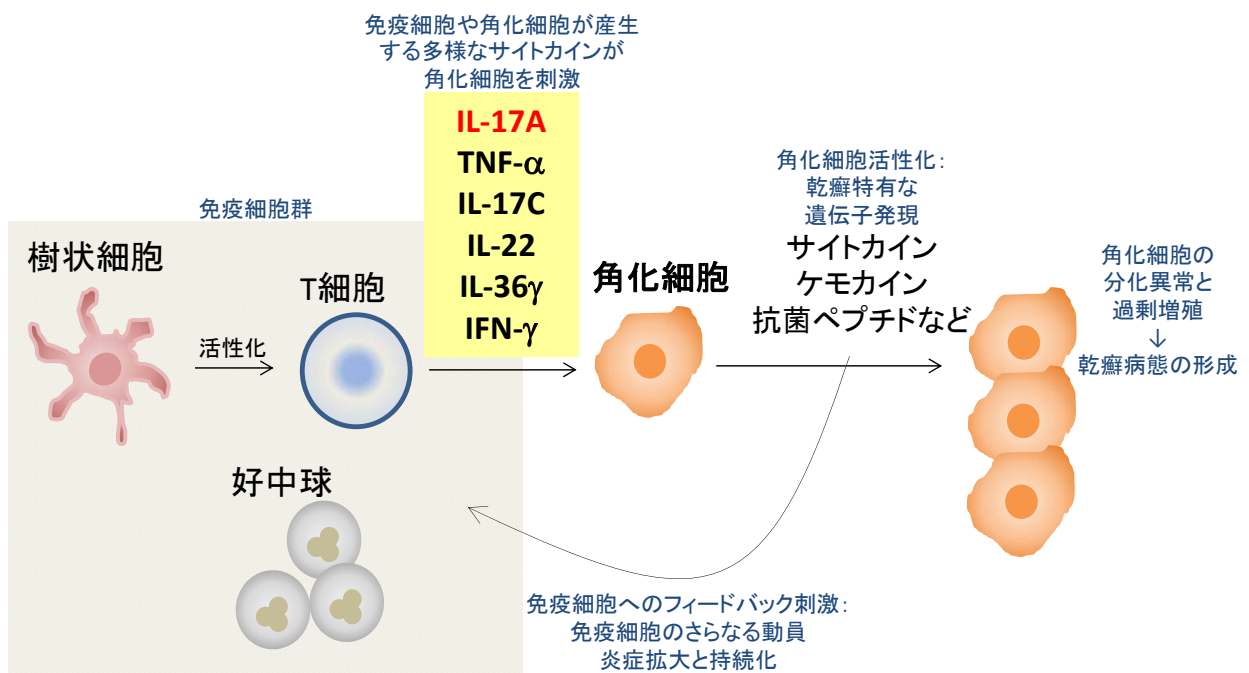 免疫細胞や角化細胞が産生
する多様なサイトカインが
角化細胞を刺激
IL-17A
TNF-α
IL-17C
IL-22
IL-36γ
IFN-γ
免疫細胞群
樹状細胞
活性化
T細胞
好中球
角化細胞
角化細胞活性化：
乾癬特有な
遺伝子発現
サイトカイン
ケモカイン
抗菌ペプチドなど
角化細胞の
分化異常と
過剰増殖
↓
乾癬病態の形成
免疫細胞へのフィードバック刺激：
免疫細胞のさらなる動員
炎症拡大と持続化